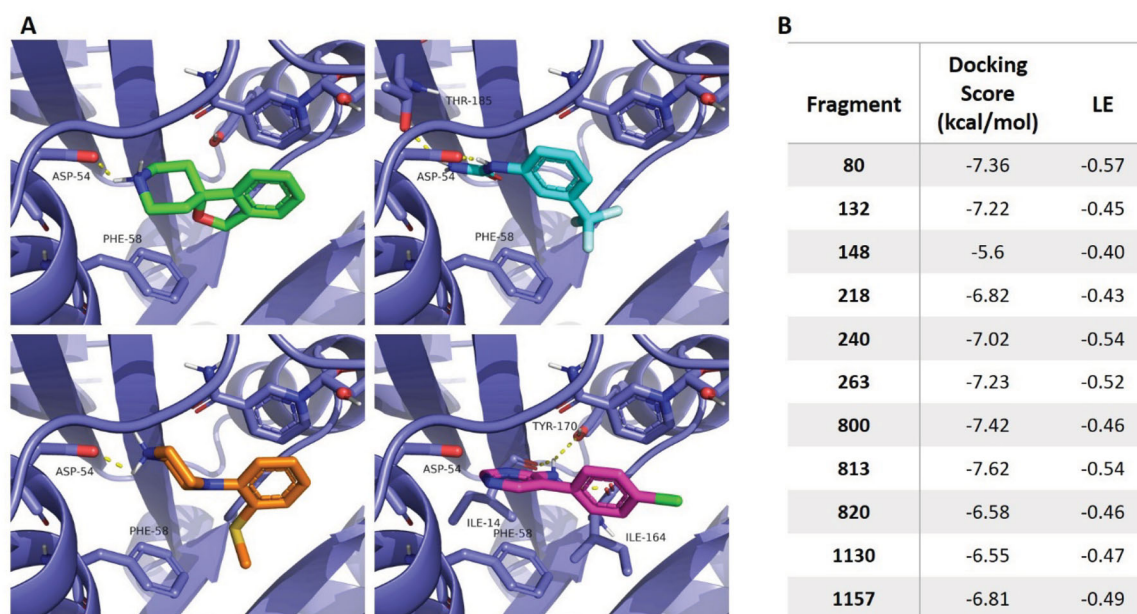 A
THR-185
ASP-54
PHE-58
ASP-54
PHE-58
ASP-54
PHE-58
TYR-170
ASP-54
ILE-14
PHE-58
ILE-164
B
Fragment Docking Score (kcal/mol) LE
80 -7.36 -0.57
132 -7.22 -0.45
148 -5.6 -0.40
218 -6.82 -0.43
240 -7.02 -0.54
263 -7.23 -0.52
800 -7.42 -0.46
813 -7.62 -0.54
820 -6.58 -0.46
1130 -6.55 -0.47
1157 -6.81 -0.49